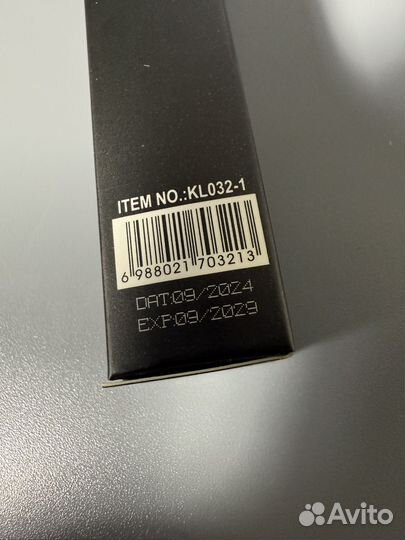 ITEM NO.:KL032-1
6 988021 703213
DAT:09/2024
EXP:09/2029
Avito